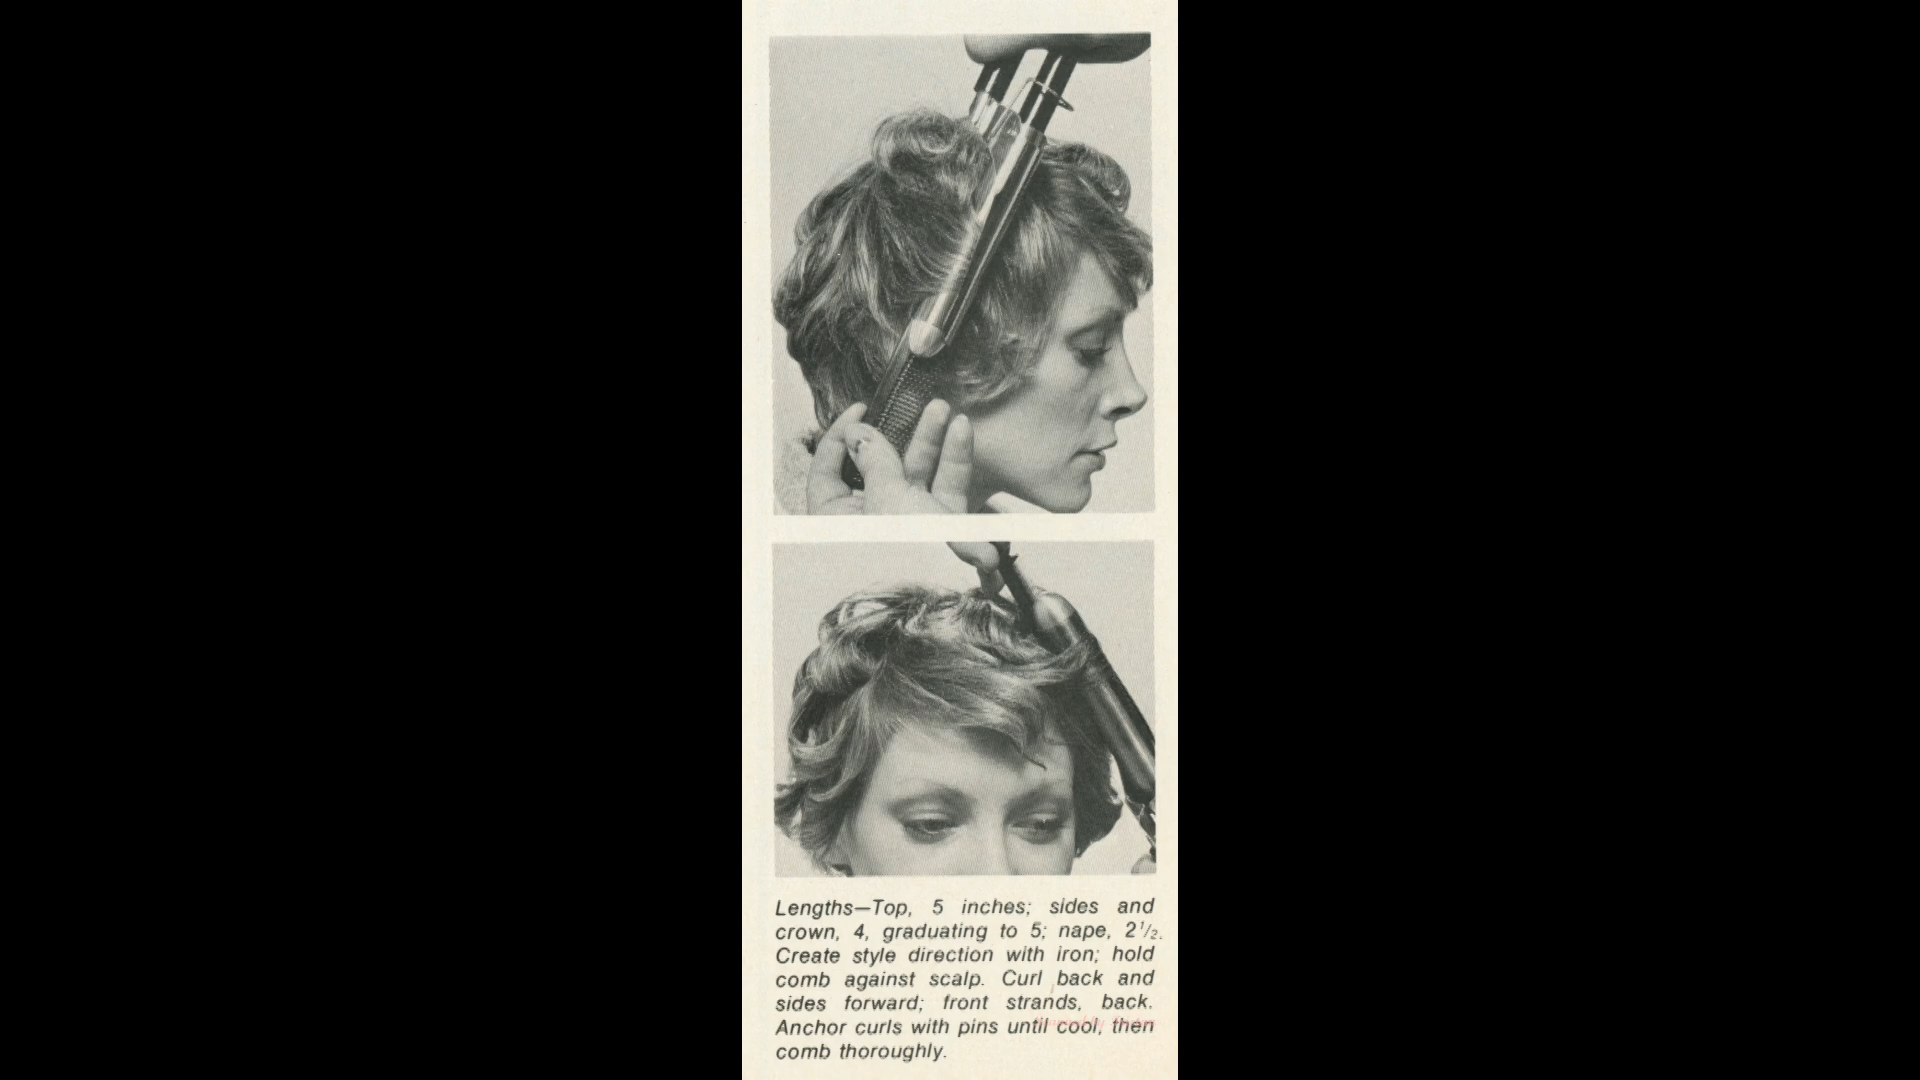 Lengths—Top, 5 inches; sides and
crown, 4, graduating to 5; nape, 2½.
Create style direction with iron; hold
comb against scalp. Curl back and
sides forward; front strands, back.
Anchor curls with pins until cool, then
comb thoroughly.